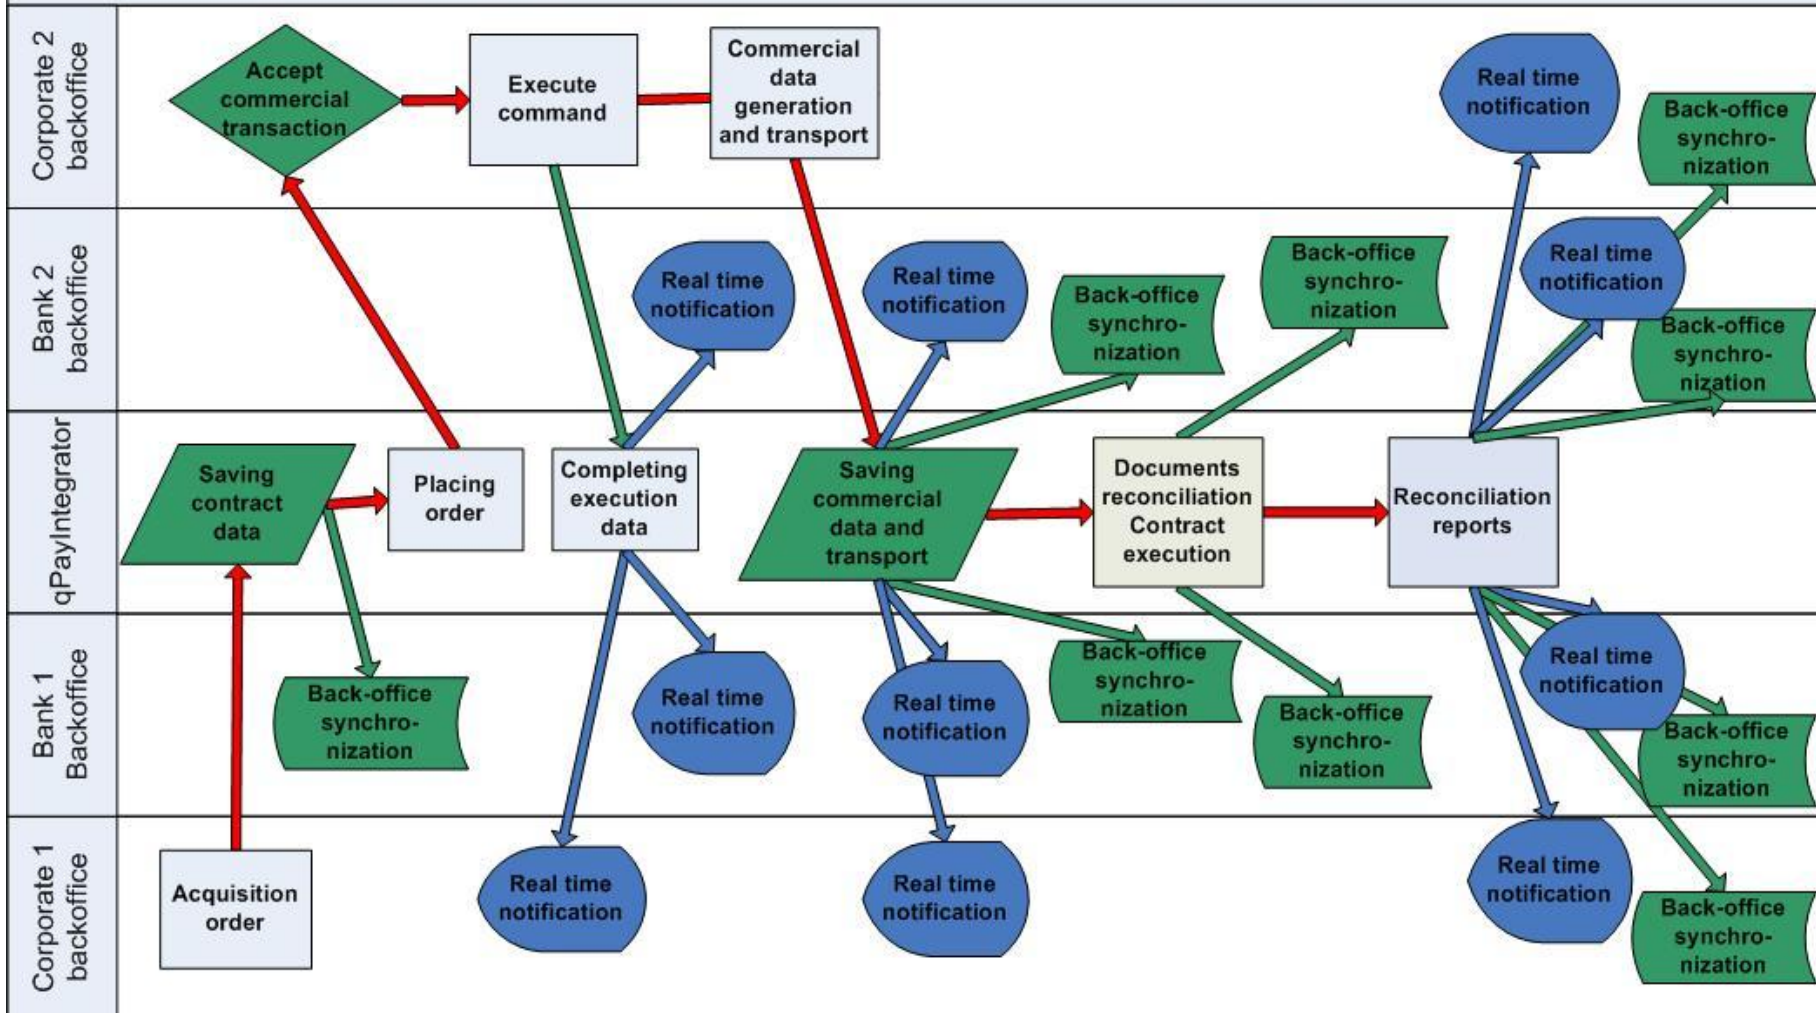 Corporate 2
backoffice
Accept
commercial
transaction
Execute
command
Commercial
data
generation
and transport
Real time
notification
Back-office
synchro-
nization
Bank 2
backoffice
Real time
notification
Real time
notification
Back-office
synchro-
nization
Back-office
synchro-
nization
Real time
notification
Back-office
synchro-
nization
qPayIntegrator
Saving
contract
data
Placing
order
Completing
execution
data
Saving
commercial
data and
transport
Documents
reconciliation
Contract
execution
Reconciliation
reports
Bank 1
Backoffice
Back-office
synchro-
nization
Real time
notification
Real time
notification
Back-office
synchro-
nization
Back-office
synchro-
nization
Real time
notification
Back-office
synchro-
nization
Corporate 1
backoffice
Acquisition
order
Real time
notification
Real time
notification
Real time
notification
Back-office
synchro-
nization